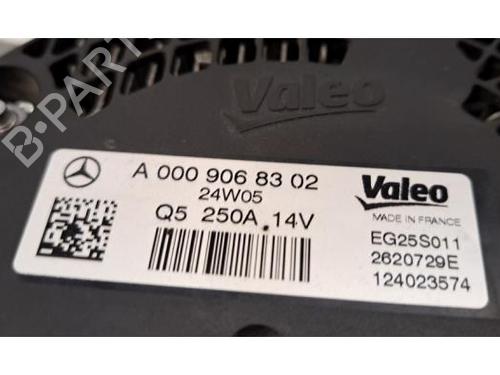 Valeo
A 000 906 83 02
24W05
Q5 250A 14V
Valeo
MADE IN FRANCE
EG25S011
2620729E
124023574
B-PARTS